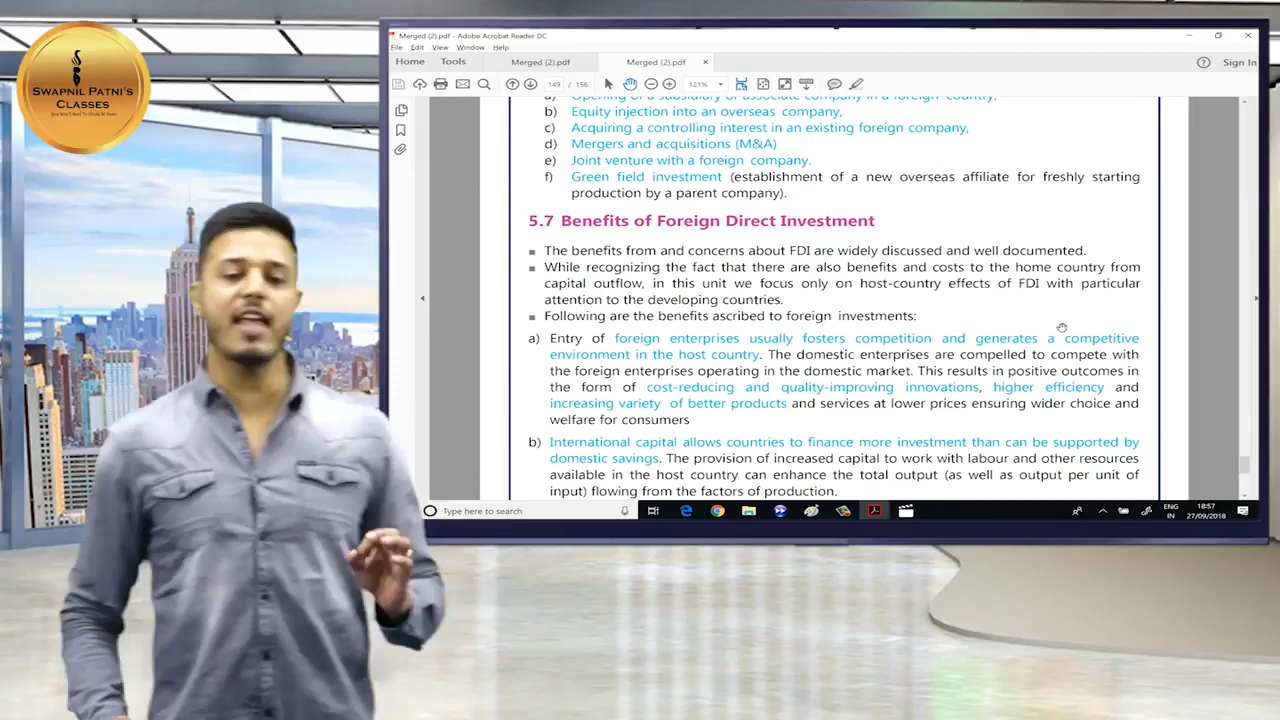 SWAPNIL PATNI'S
CLASSES
Merged (2).pdf - Adobe Acrobat Reader DC
File Edit View Window Help
Home Tools Merged (2).pdf Merged (2).pdf × Sign In
149 / 156 121%
a) Opening of a subsidiary or associate company in a foreign country,
b) Equity injection into an overseas company,
c) Acquiring a controlling interest in an existing foreign company,
d) Mergers and acquisitions (M&A)
e) Joint venture with a foreign company.
f) Green field investment (establishment of a new overseas affiliate for freshly starting
production by a parent company).
5.7 Benefits of Foreign Direct Investment
The benefits from and concerns about FDI are widely discussed and well documented.
While recognizing the fact that there are also benefits and costs to the home country from
capital outflow, in this unit we focus only on host-country effects of FDI with particular
attention to the developing countries.
Following are the benefits ascribed to foreign investments:
a) Entry of foreign enterprises usually fosters competition and generates a competitive
environment in the host country. The domestic enterprises are compelled to compete with
the foreign enterprises operating in the domestic market. This results in positive outcomes in
the form of cost-reducing and quality-improving innovations, higher efficiency and
increasing variety of better products and services at lower prices ensuring wider choice and
welfare for consumers
b) International capital allows countries to finance more investment than can be supported by
domestic savings. The provision of increased capital to work with labour and other resources
available in the host country can enhance the total output (as well as output per unit of
input) flowing from the factors of production.
Type here to search
ENG 18:57
IN 27/09/2018